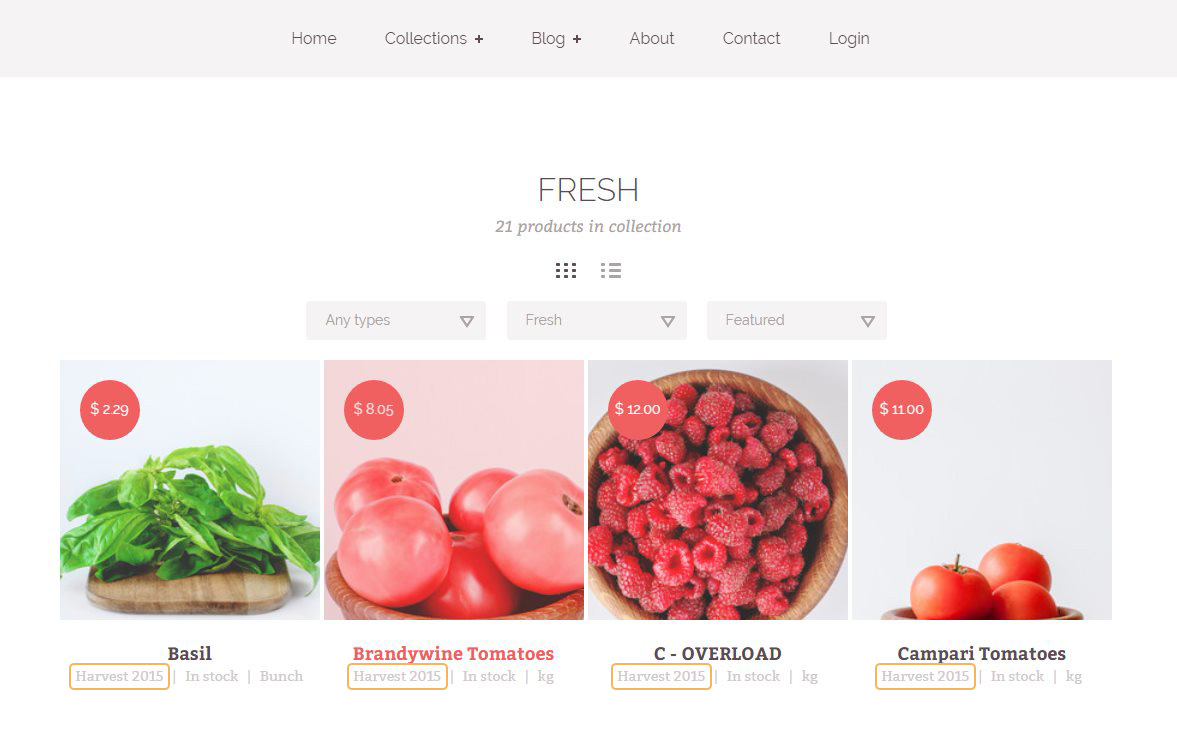 Home Collections + Blog + About Contact Login
FRESH
21 products in collection
Any types Fresh Featured
$ 2.29 $ 8.05 $ 12.00 $ 11.00
Basil Brandywine Tomatoes C - OVERLOAD Campari Tomatoes
Harvest 2015 | In stock | Bunch Harvest 2015 | In stock | kg Harvest 2015 | In stock | kg Harvest 2015 | In stock | kg